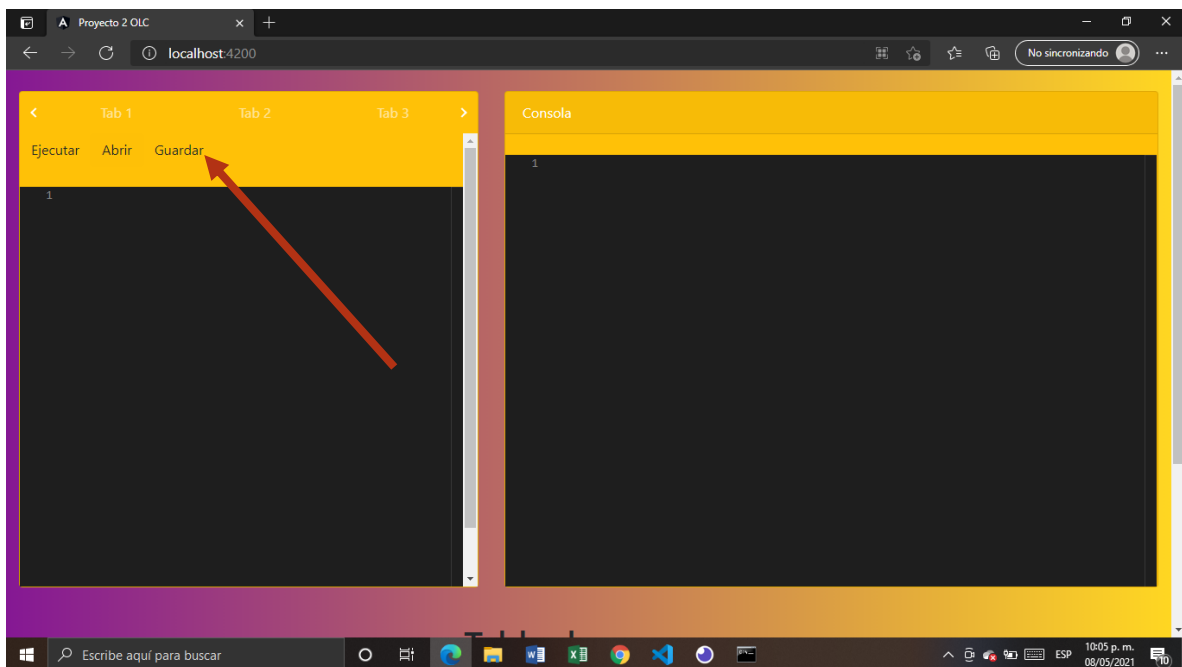 Proyecto 2 OLC
localhost:4200
No sincronizando
Tab 1 Tab 2 Tab 3
Ejecutar Abrir Guardar
1
Consola
1
Escribe aquí para buscar
ESP
10:05 p. m.
08/05/2021
10